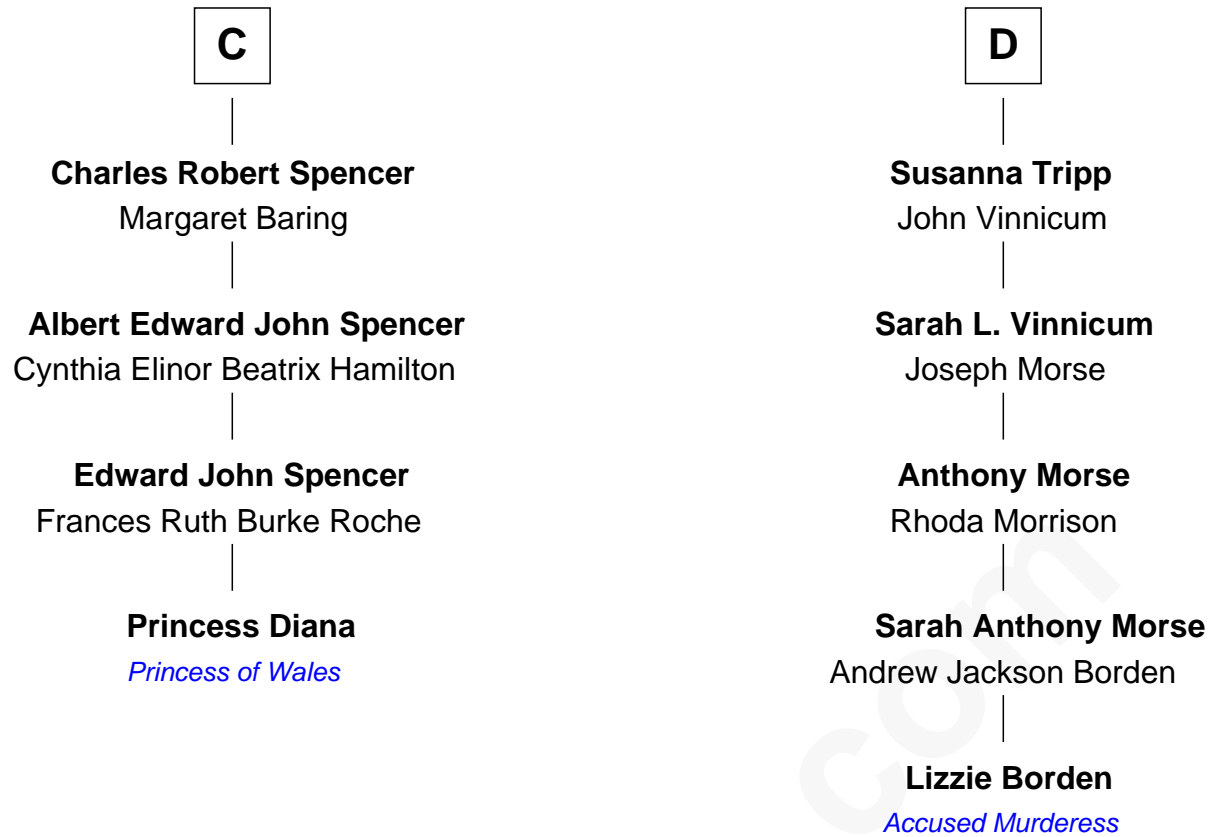 C
Charles Robert Spencer
Margaret Baring
Albert Edward John Spencer
Cynthia Elinor Beatrix Hamilton
Edward John Spencer
Frances Ruth Burke Roche
Princess Diana
Princess of Wales
D
Susanna Tripp
John Vinnicum
Sarah L. Vinnicum
Joseph Morse
Anthony Morse
Rhoda Morrison
Sarah Anthony Morse
Andrew Jackson Borden
Lizzie Borden
Accused Murderess
com